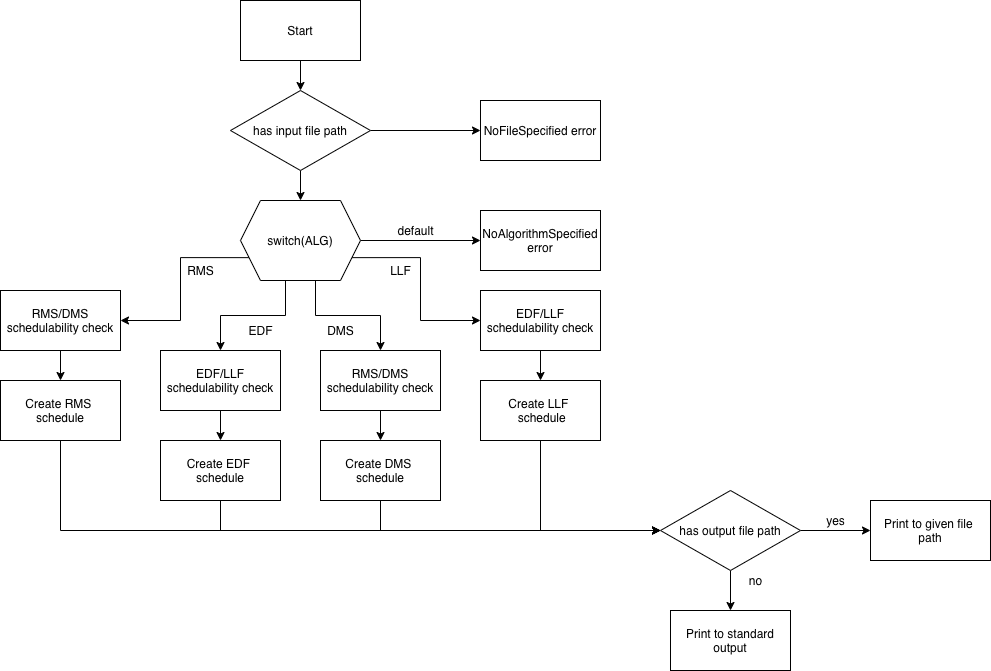 Start
has input file path
NoFileSpecified error
switch(ALG)
default
NoAlgorithmSpecified
error
RMS
LLF
RMS/DMS
schedulability check
EDF/LLF
schedulability check
EDF
DMS
EDF/LLF
schedulability check
RMS/DMS
schedulability check
Create RMS
schedule
Create LLF
schedule
Create EDF
schedule
Create DMS
schedule
has output file path
yes
Print to given file
path
no
Print to standard
output